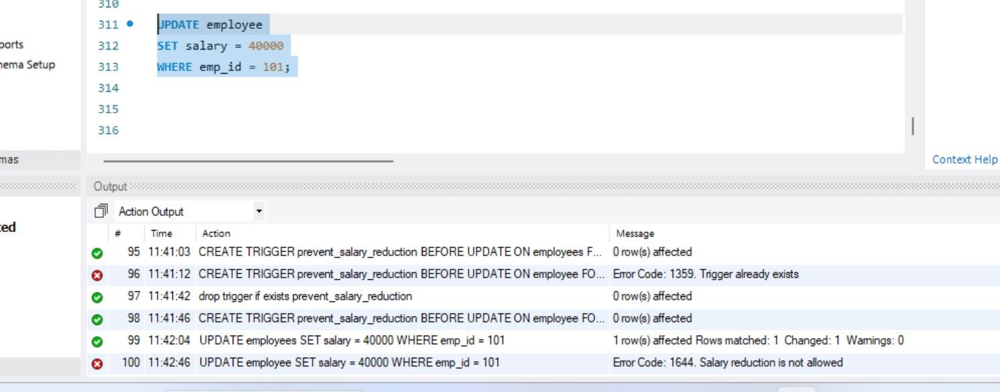 310
311 UPDATE employee
ports
312 SET salary = 40000
nema Setup
313 WHERE emp_id = 101;
314
315
316
mas
Context Help
Output
Action Output
ted
# Time Action Message
95 11:41:03 CREATE TRIGGER prevent_salary_reduction BEFORE UPDATE ON employees F... 0 row(s) affected
96 11:41:12 CREATE TRIGGER prevent_salary_reduction BEFORE UPDATE ON employee FO... Error Code: 1359. Trigger already exists
97 11:41:42 drop trigger if exists prevent_salary_reduction 0 row(s) affected
98 11:41:46 CREATE TRIGGER prevent_salary_reduction BEFORE UPDATE ON employee FO... 0 row(s) affected
99 11:42:04 UPDATE employees SET salary = 40000 WHERE emp_id = 101 1 row(s) affected Rows matched: 1 Changed: 1 Warnings: 0
100 11:42:46 UPDATE employee SET salary = 40000 WHERE emp_id = 101 Error Code: 1644. Salary reduction is not allowed